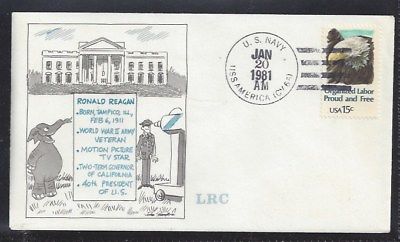 RONALD REAGAN
• BORN, TAMPICO, ILL,
FEB 6, 1911
• WORLD WAR II ARMY
VETERAN
• MOTION PICTURE
TV STAR
• TWO-TERM GOVERNOR
OF CALIFORNIA
• 40TH PRESIDENT
OF U.S.
LRC
U.S. NAVY
JAN
20
1981
AM
USS AMERICA (CV 66)
Organized Labor
Proud and Free
USA 15c